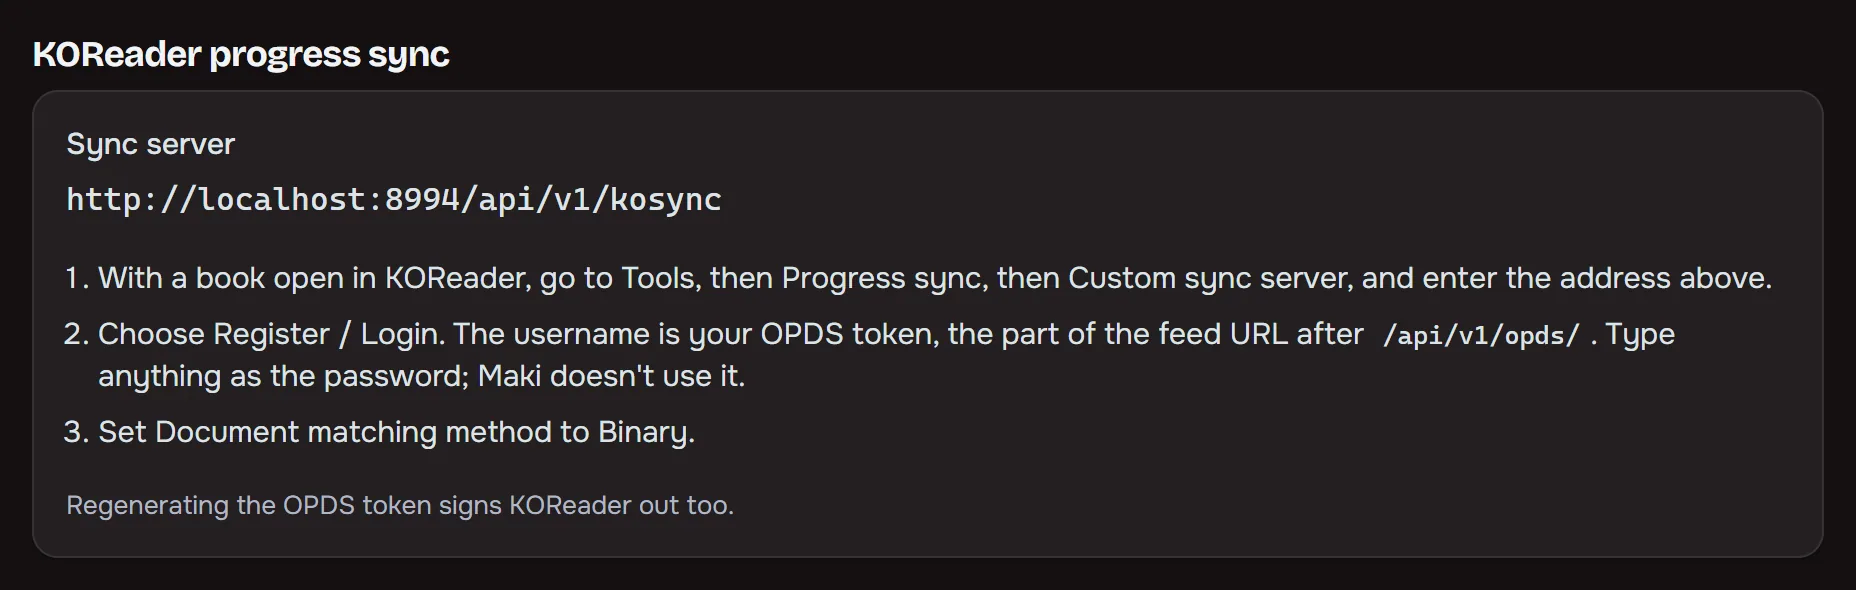 KOReader progress sync
Sync server
http://localhost:8994/api/v1/kosync
1. With a book open in KOReader, go to Tools, then Progress sync, then Custom sync server, and enter the address above.
2. Choose Register / Login. The username is your OPDS token, the part of the feed URL after /api/v1/opds/ . Type
anything as the password; Maki doesn't use it.
3. Set Document matching method to Binary.
Regenerating the OPDS token signs KOReader out too.